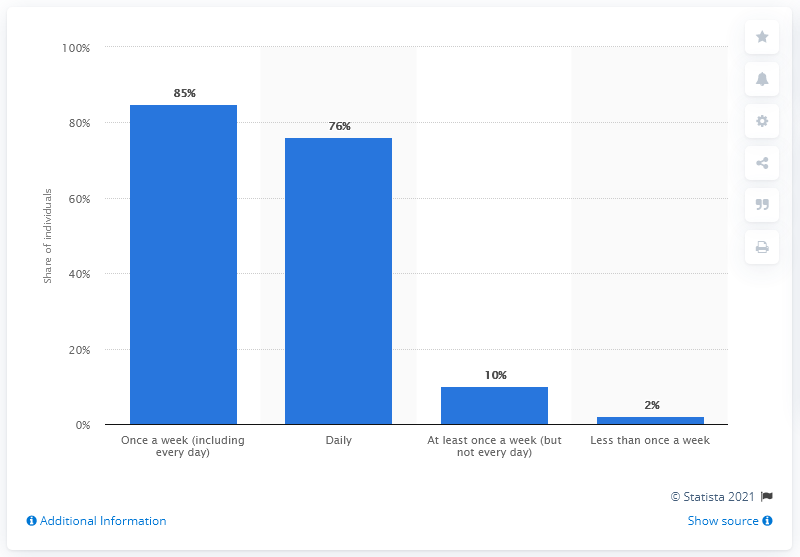 100%
80%
60%
40%
20%
0%
Share of individuals
85%
76%
10%
2%
Once a week (including
every day)
Daily
At least once a week (but
not every day)
Less than once a week
© Statista 2021
Additional Information
Show source